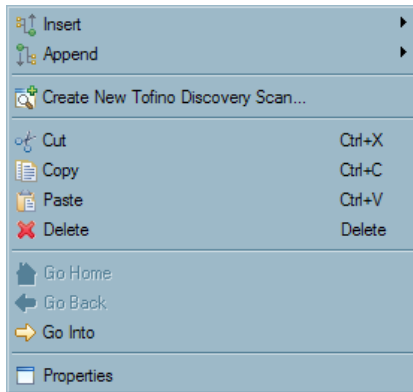 Insert
Append
Create New Tofino Discovery Scan...
Cut Ctrl+X
Copy Ctrl+C
Paste Ctrl+V
Delete Delete
Go Home
Go Back
Go Into
Properties